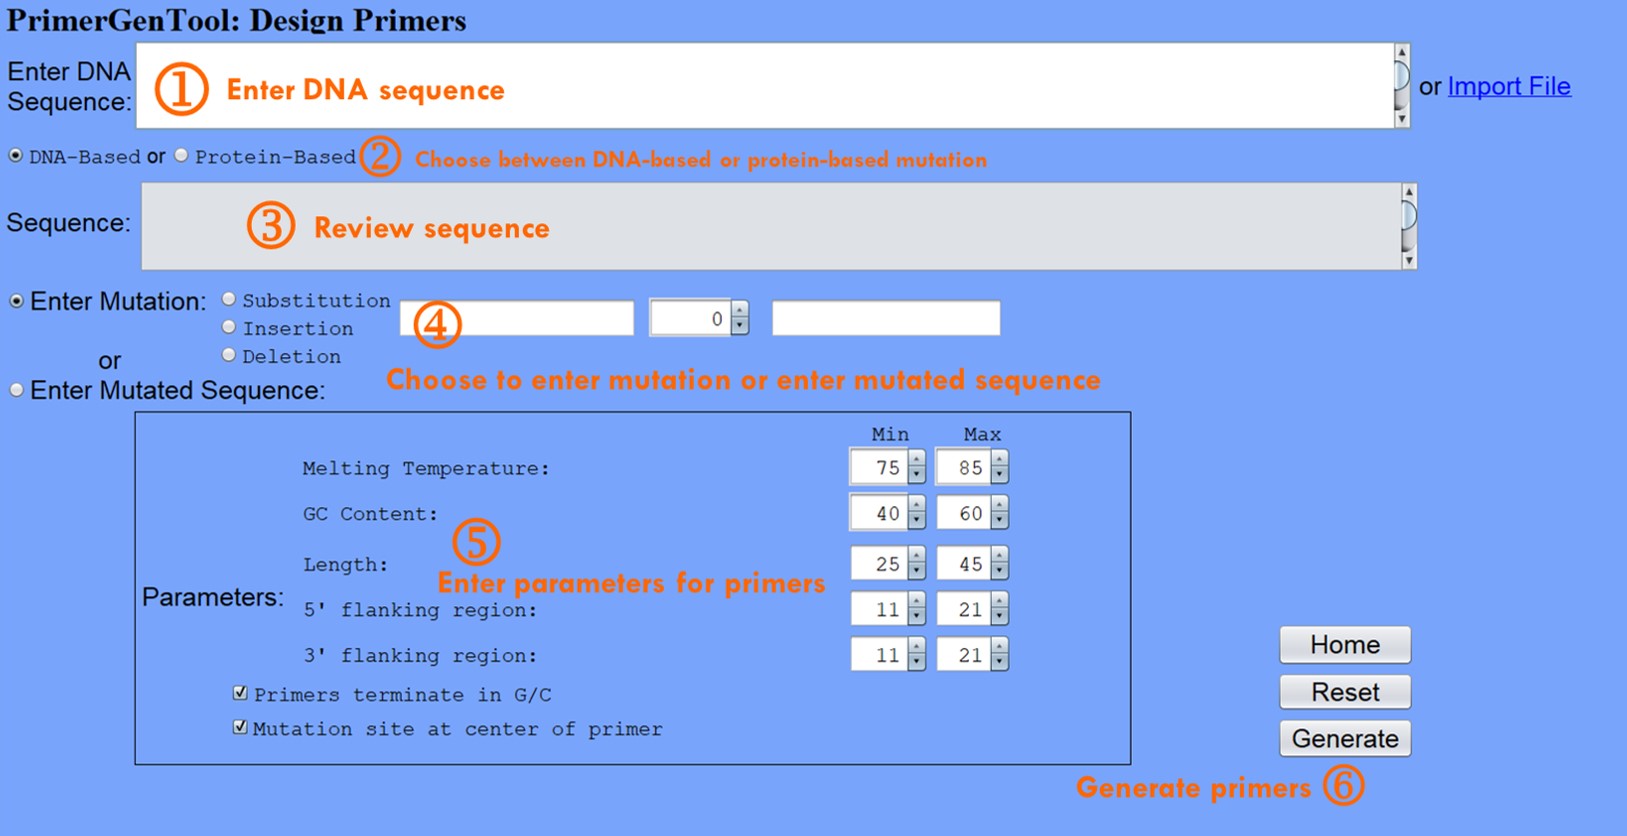 PrimerGenTool: Design Primers
Enter DNA Sequence:
① Enter DNA sequence
or Import File
DNA-Based or Protein-Based ② Choose between DNA-based or protein-based mutation
Sequence:
③ Review sequence
Enter Mutation:
Substitution
Insertion
Deletion
④
0
or
Choose to enter mutation or enter mutated sequence
Enter Mutated Sequence:
Min Max
Melting Temperature: 75 85
GC Content: 40 60
⑤
Length: 25 45
Enter parameters for primers
Parameters:
5' flanking region: 11 21
3' flanking region: 11 21
Primers terminate in G/C
Mutation site at center of primer
Home
Reset
Generate
Generate primers ⑥